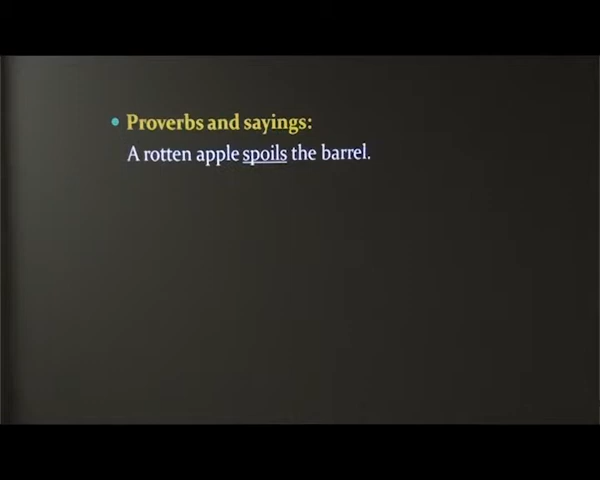 • Proverbs and sayings:
A rotten apple spoils the barrel.